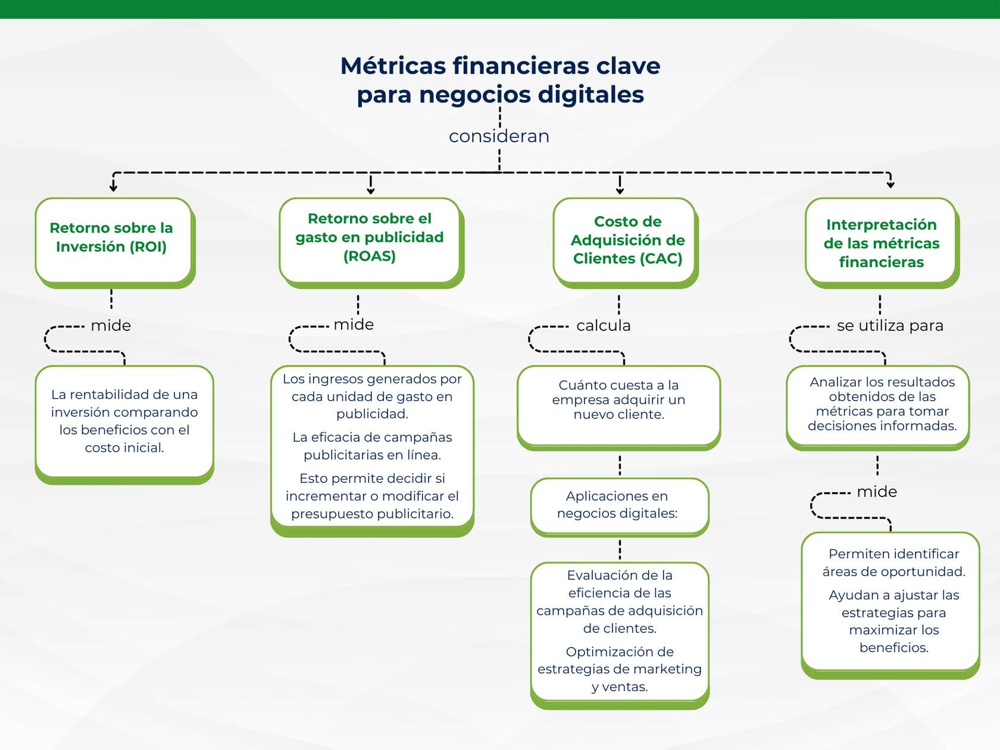 Métricas financieras clave
para negocios digitales
consideran
Retorno sobre la
Inversión (ROI)
mide
La rentabilidad de una
inversión comparando
los beneficios con el
costo inicial.
Retorno sobre el
gasto en publicidad
(ROAS)
mide
Los ingresos generados por
cada unidad de gasto en
publicidad.
La eficacia de campañas
publicitarias en línea.
Esto permite decidir si
incrementar o modificar el
presupuesto publicitario.
Costo de
Adquisición de
Clientes (CAC)
calcula
Cuánto cuesta a la
empresa adquirir un
nuevo cliente.
Aplicaciones en
negocios digitales:
Evaluación de la
eficiencia de las
campañas de adquisición
de clientes.
Optimización de
estrategias de marketing
y ventas.
Interpretación
de las métricas
financieras
se utiliza para
Analizar los resultados
obtenidos de las
métricas para tomar
decisiones informadas.
mide
Permiten identificar
áreas de oportunidad.
Ayudan a ajustar las
estrategias para
maximizar los
beneficios.